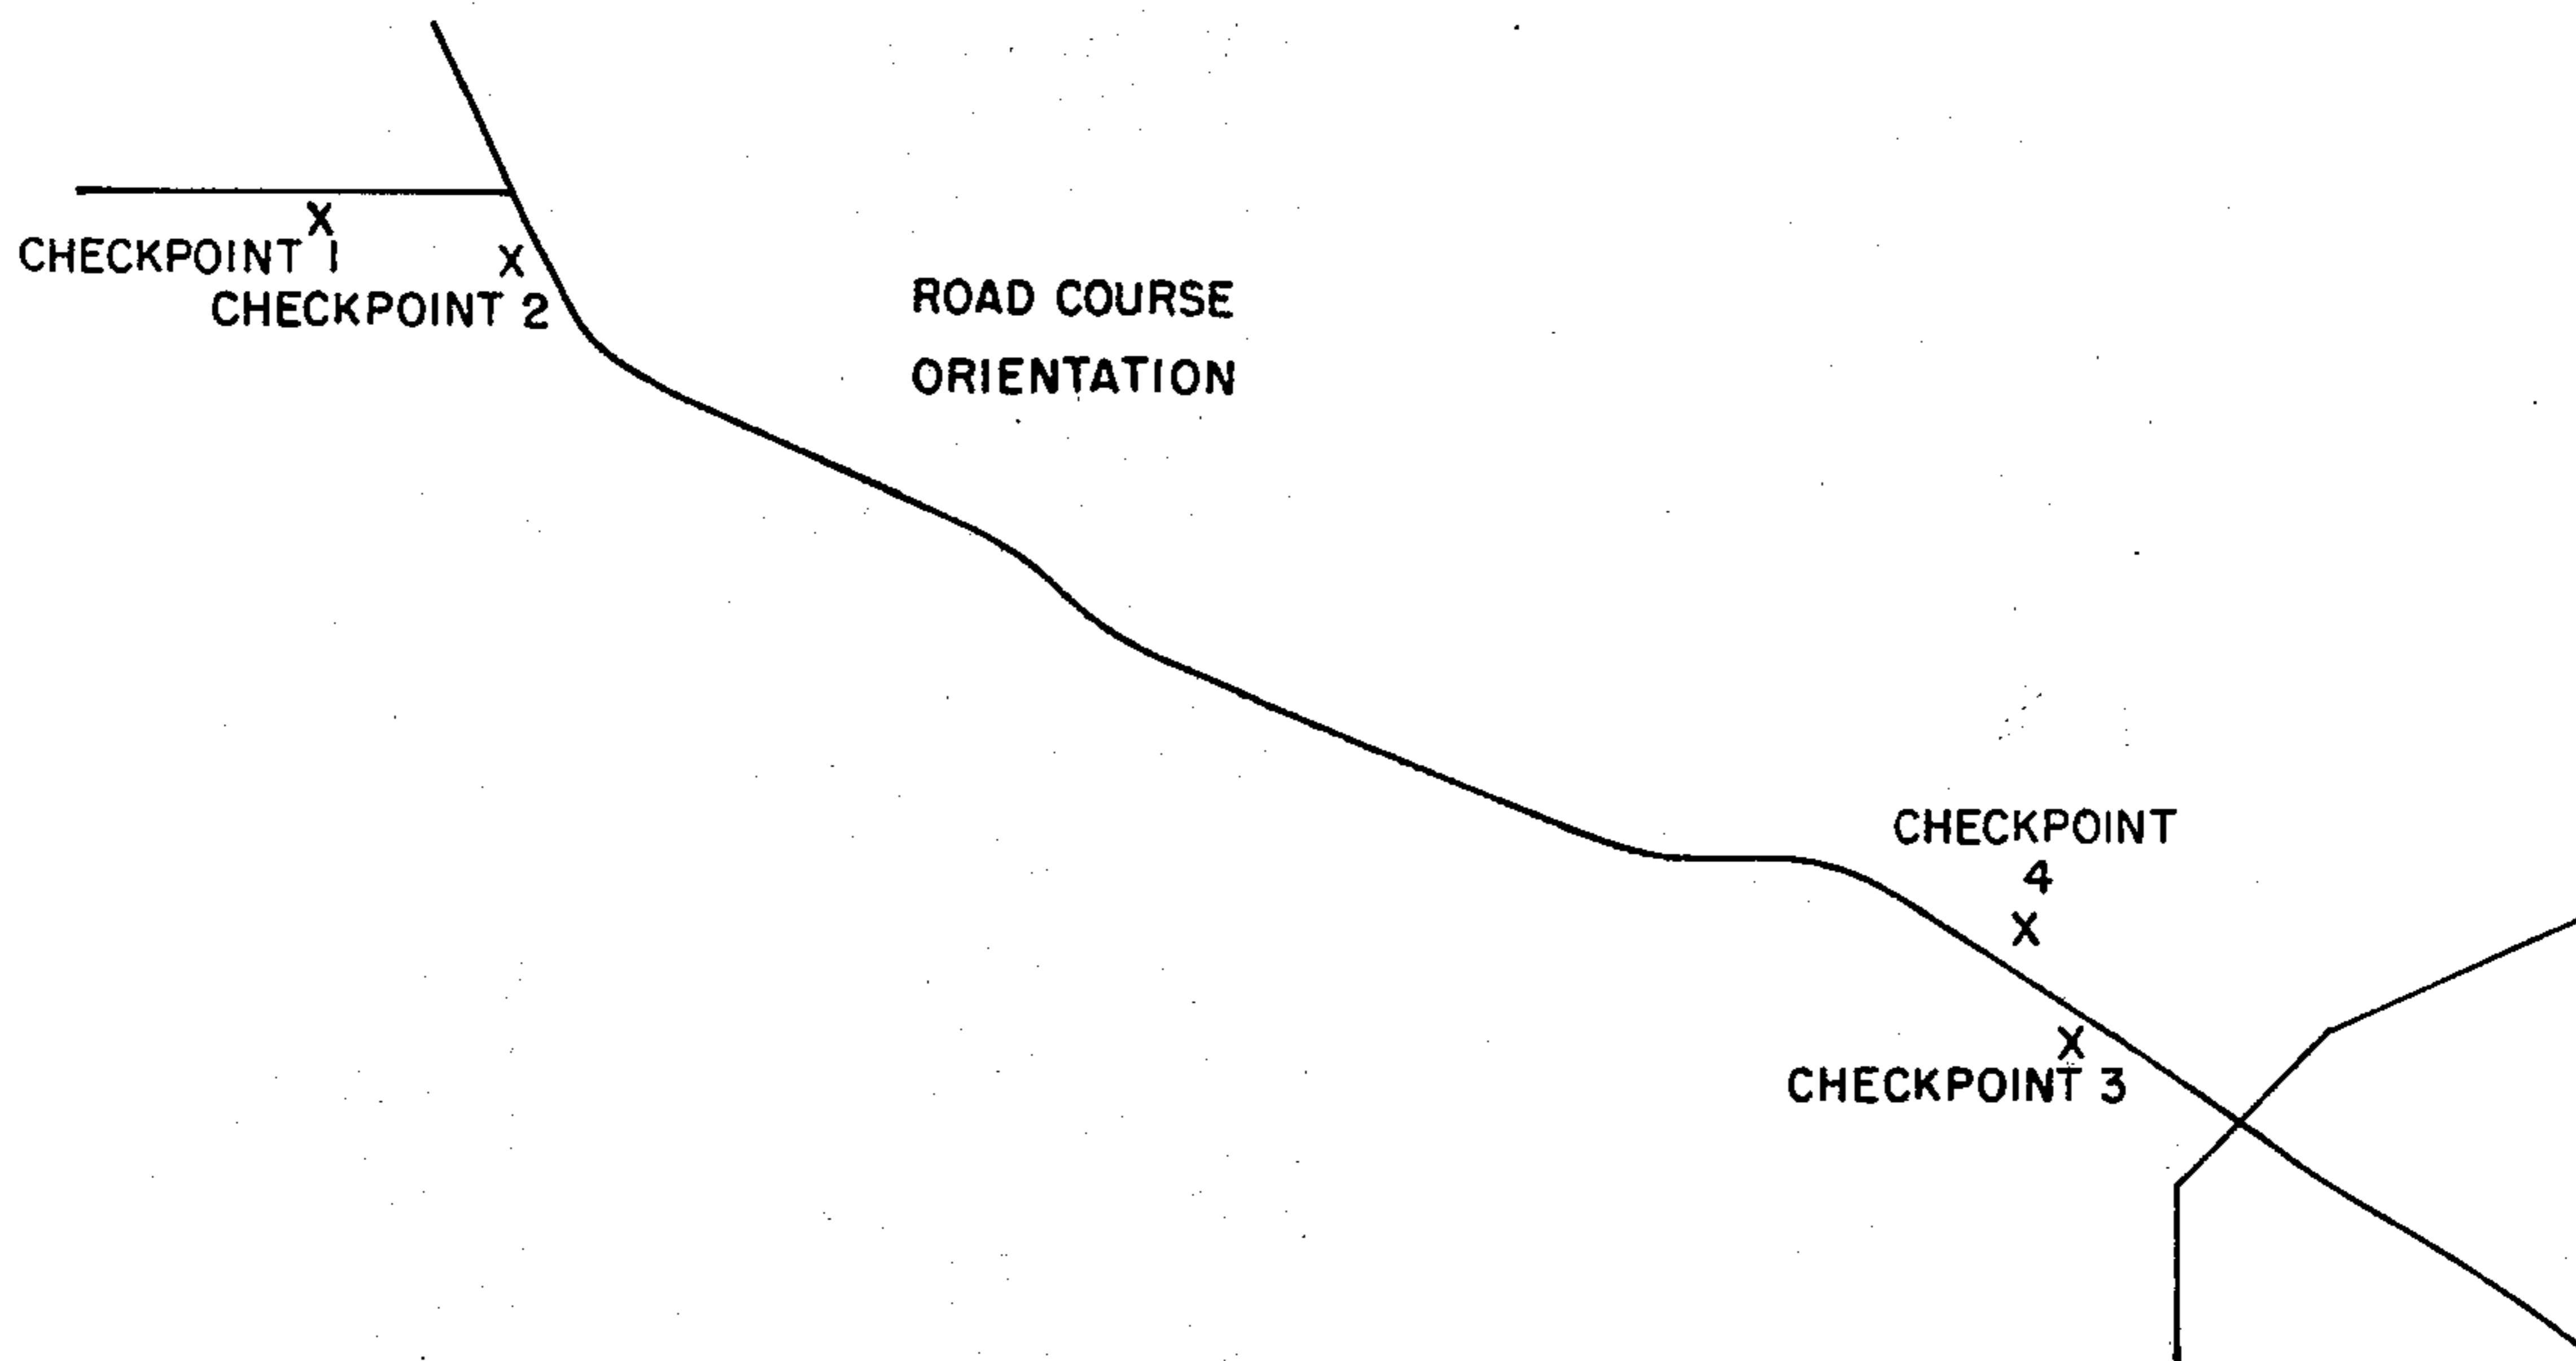 CHECKPOINT 1
CHECKPOINT 2
ROAD COURSE
ORIENTATION
CHECKPOINT
4
CHECKPOINT 3